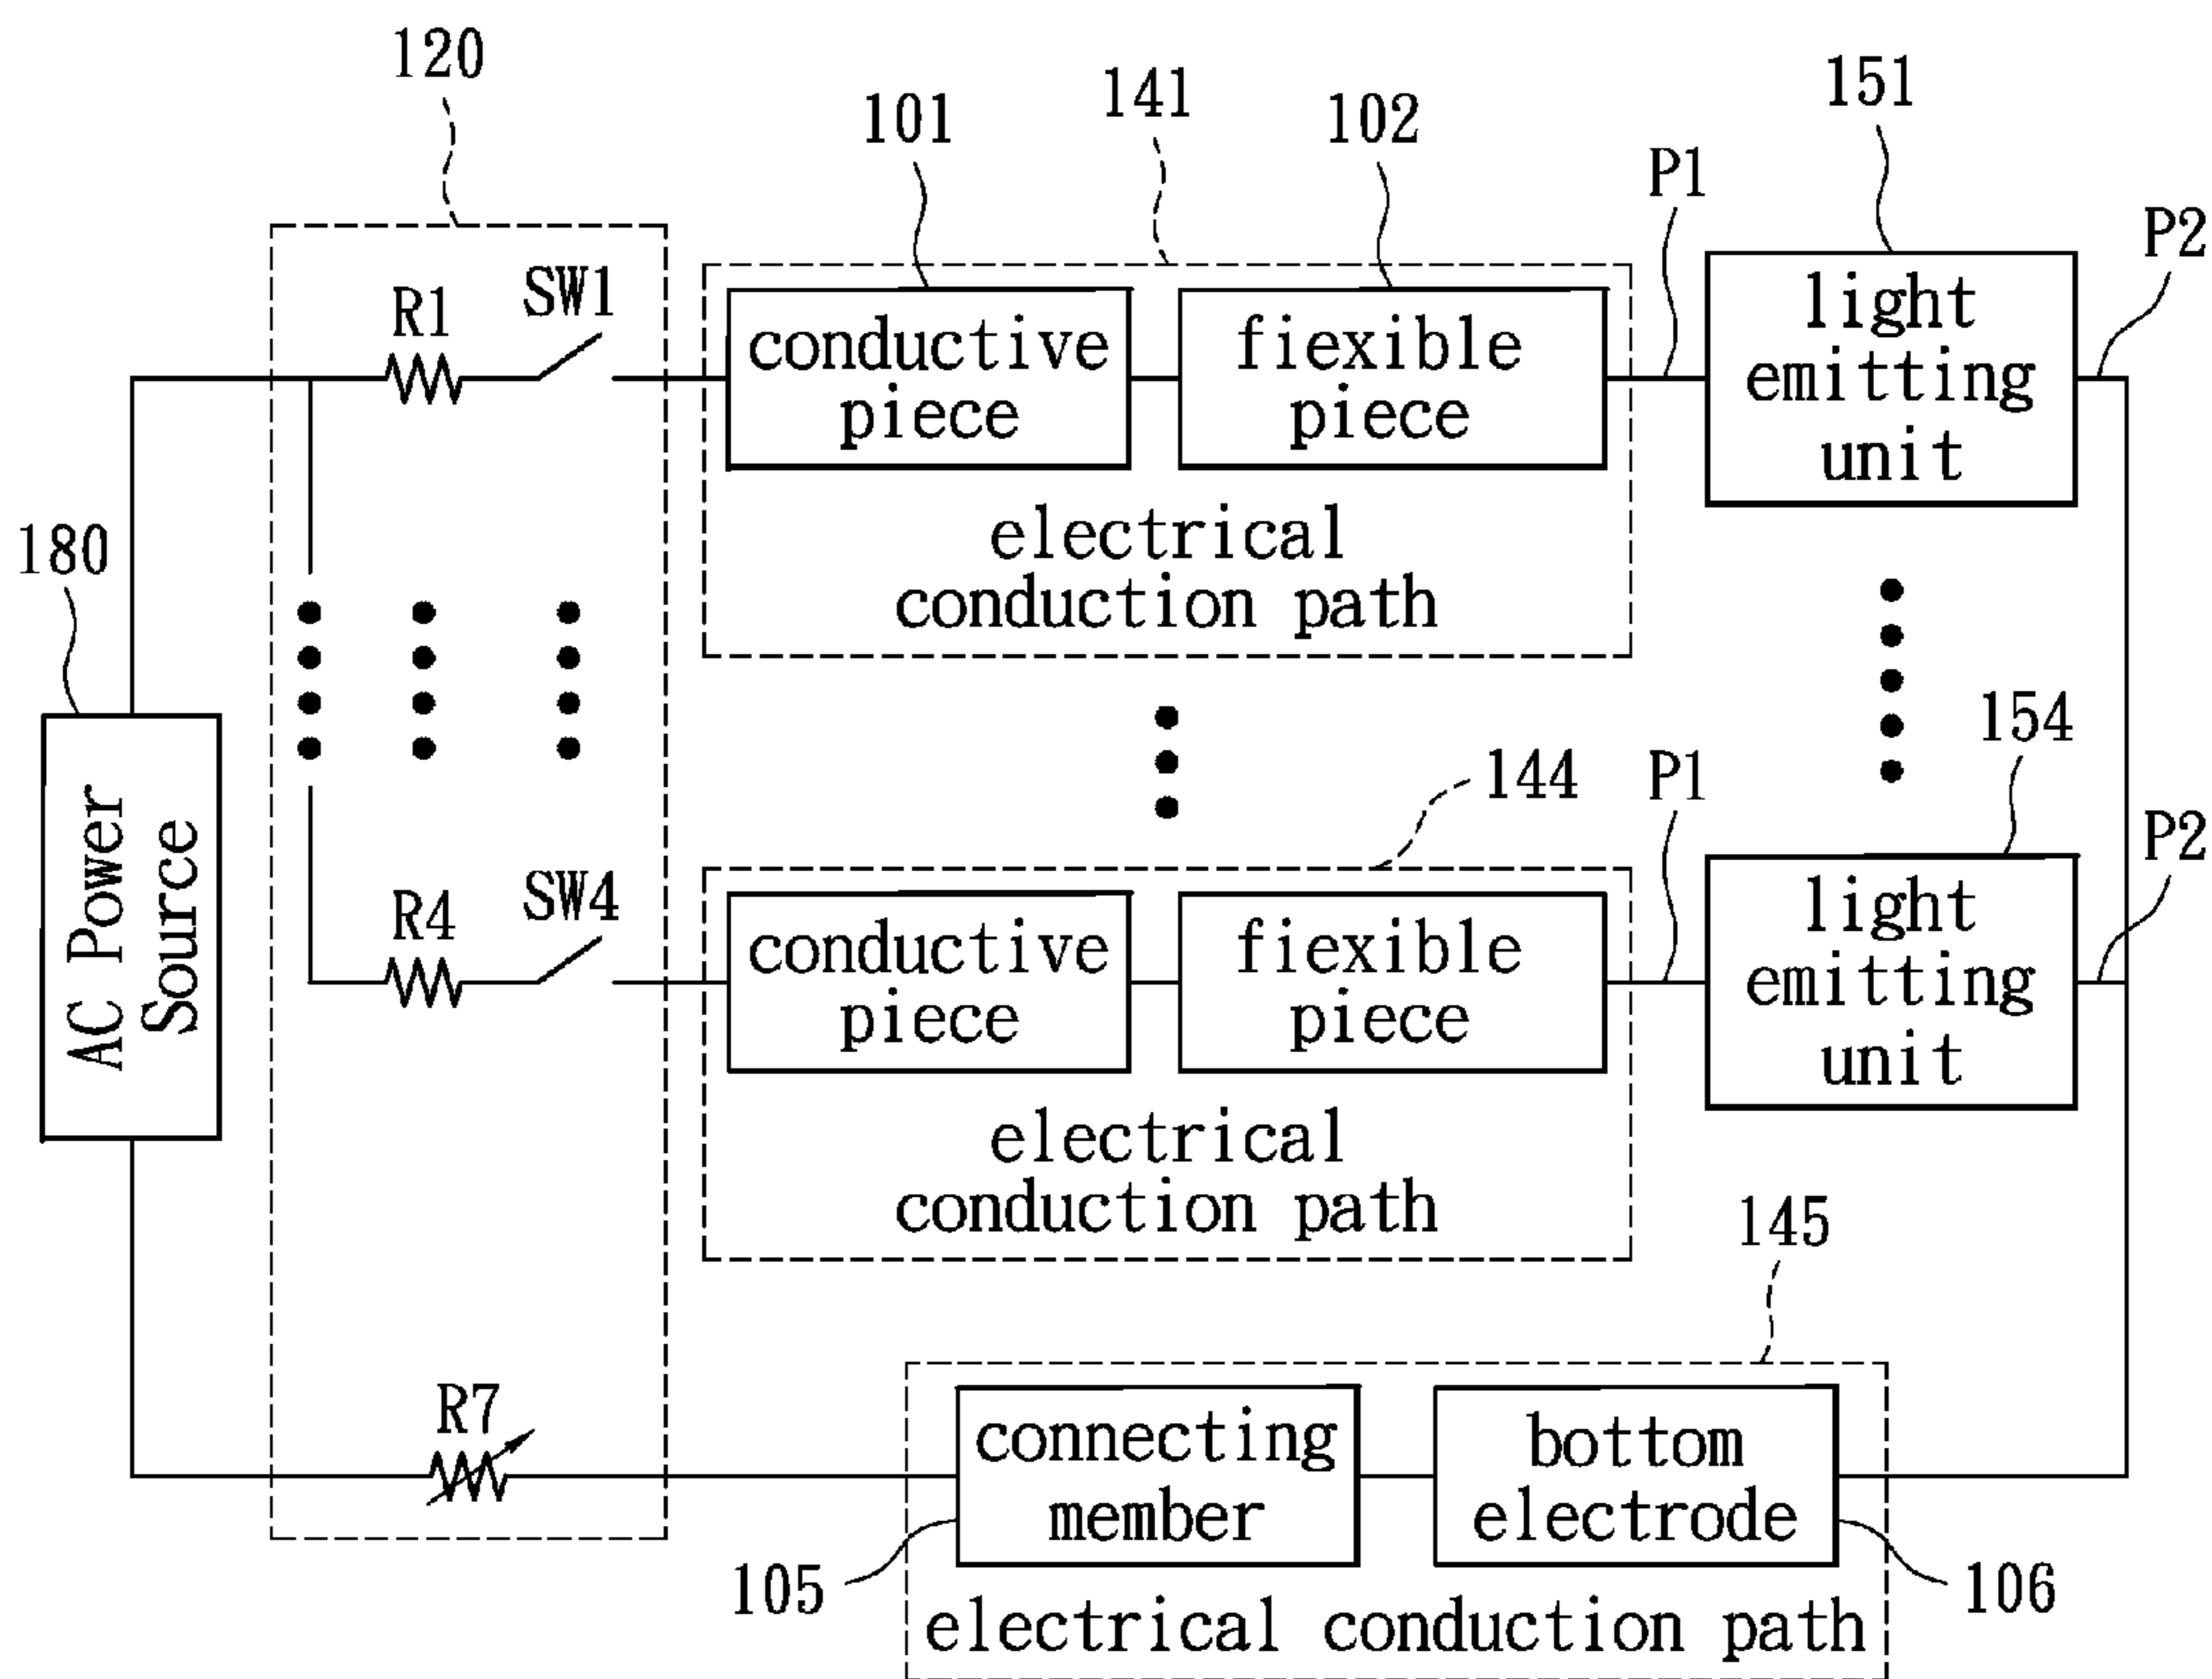 120
101
141
102
P1
151
P2
R1
SW1
conductive
piece
fiexible
piece
light
emitting
unit
electrical
conduction path
180
AC Power
Source
144
P1
154
P2
R4
SW4
conductive
piece
fiexible
piece
light
emitting
unit
electrical
conduction path
145
R7
connecting
member
bottom
electrode
105
106
electrical conduction path